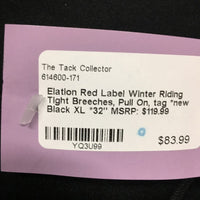 The Tack Collector
614600-171
Elation Red Label Winter Riding
Tight Breeches, Pull On, tag *new
Black XL *32" MSRP: $119.99
YQ3U99
$83.99